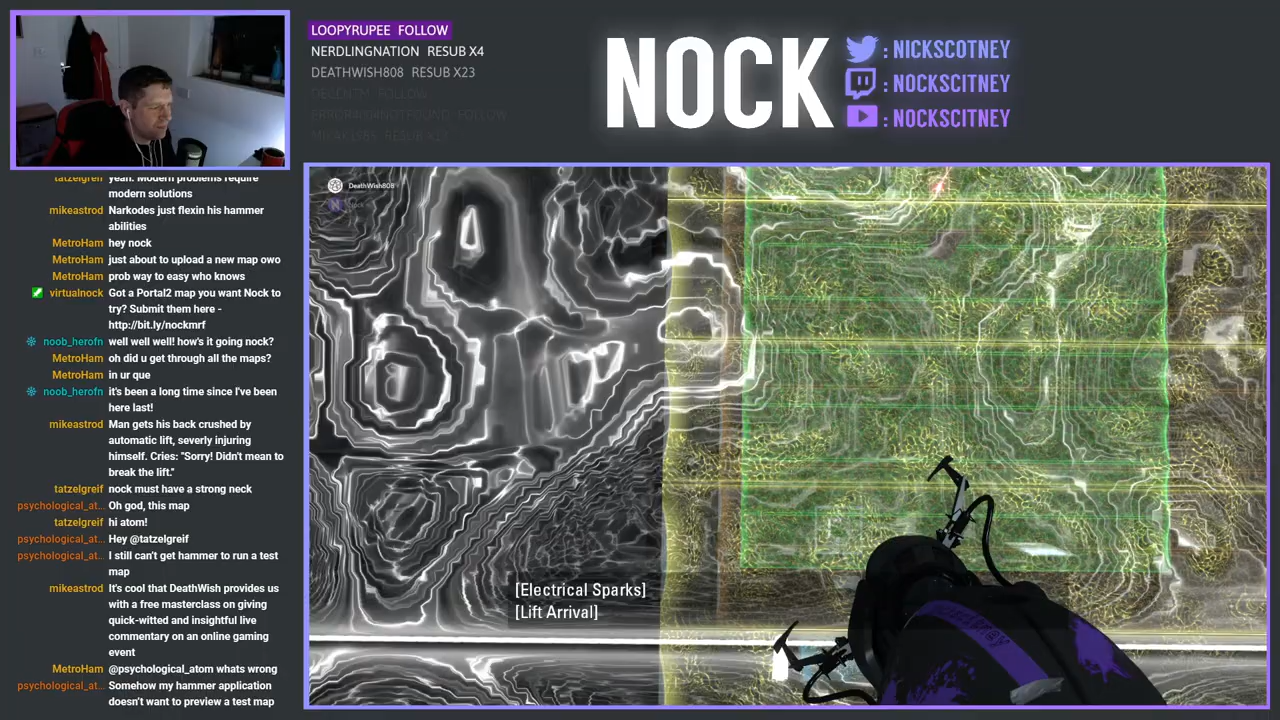 LOOPYRUPEE FOLLOW
NERDLINGNATION RESUB X4
DEATHWISH808 RESUB X23
NOCK
: NICKSCOTNEY
: NOCKSCITNEY
: NOCKSCITNEY
tatzelgreif yeah. Modern problems require
modern solutions
mikeastrod Narkodes just flexin his hammer
abilities
MetroHam hey nock
MetroHam just about to upload a new map owo
MetroHam prob way to easy who knows
virtualnock Got a Portal2 map you want Nock to
try? Submit them here -
http://bit.ly/nockmrf
noob_herofn well well well! how's it going nock?
MetroHam oh did u get through all the maps?
MetroHam in ur que
noob_herofn it's been a long time since I've been
here last!
mikeastrod Man gets his back crushed by
automatic lift, severly injuring
himself. Cries: "Sorry! Didn't mean to
break the lift."
tatzelgreif nock must have a strong neck
psychological_at... Oh god, this map
tatzelgreif hi atom!
psychological_at... Hey @tatzelgreif
psychological_at... I still can't get hammer to run a test
map
mikeastrod It's cool that DeathWish provides us
with a free masterclass on giving
quick-witted and insightful live
commentary on an online gaming
event
MetroHam @psychological_atom whats wrong
psychological_at... Somehow my hammer application
doesn't want to preview a test map
DeathWish808
Nock
[Electrical Sparks]
[Lift Arrival]